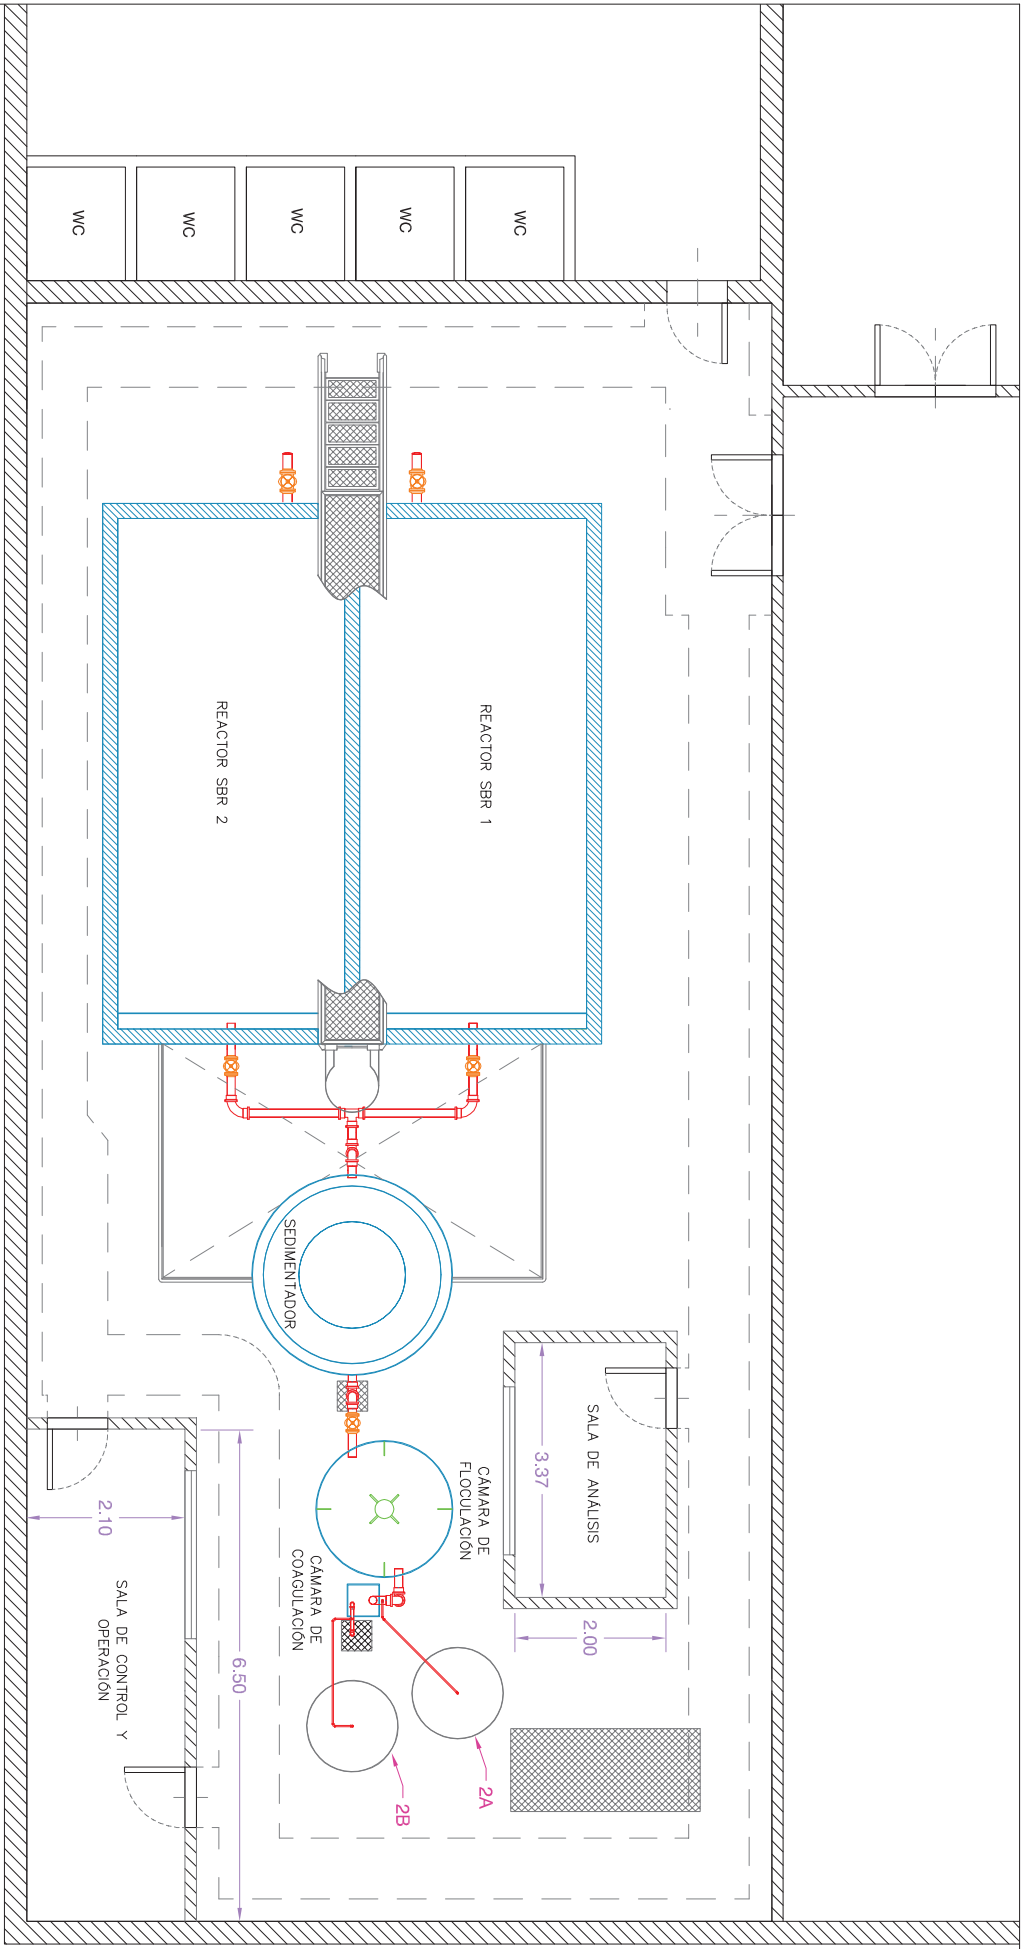 WC
WC
WC
WC
WC
REACTOR SBR 1
REACTOR SBR 2
SEDIMENTADOR
SALA DE ANÁLISIS
3.37
2.00
CÁMARA DE
FLOCULACIÓN
CÁMARA DE
COAGULACIÓN
2A
2B
2.10
6.50
SALA DE CONTROL Y
OPERACIÓN